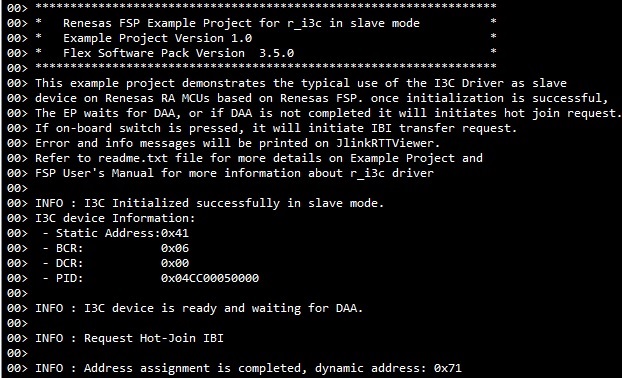 00> *****************************************************************
00> *   Renesas FSP Example Project for r_i3c in slave mode          *
00> *   Example Project Version 1.0                                  *
00> *   Flex Software Pack Version  3.5.0                            *
00> *****************************************************************
00> This example project demonstrates the typical use of the I3C Driver as slave
00> device on Renesas RA MCUs based on Renesas FSP. once initialization is successful,
00> The EP waits for DAA, or if DAA is not completed it will initiates hot join request.
00> If on-board switch is pressed, it will initiate IBI transfer request.
00> Error and info messages will be printed on JlinkRTTViewer.
00> Refer to readme.txt file for more details on Example Project and
00> FSP User's Manual for more information about r_i3c driver
00>
00> INFO : I3C Initialized successfully in slave mode.
00> I3C device Information:
00>  - Static Address:0x41
00>  - BCR:           0x06
00>  - DCR:           0x00
00>  - PID:           0x04CC00050000
00>
00> INFO : I3C device is ready and waiting for DAA.
00>
00> INFO : Request Hot-Join IBI
00>
00> INFO : Address assignment is completed, dynamic address: 0x71